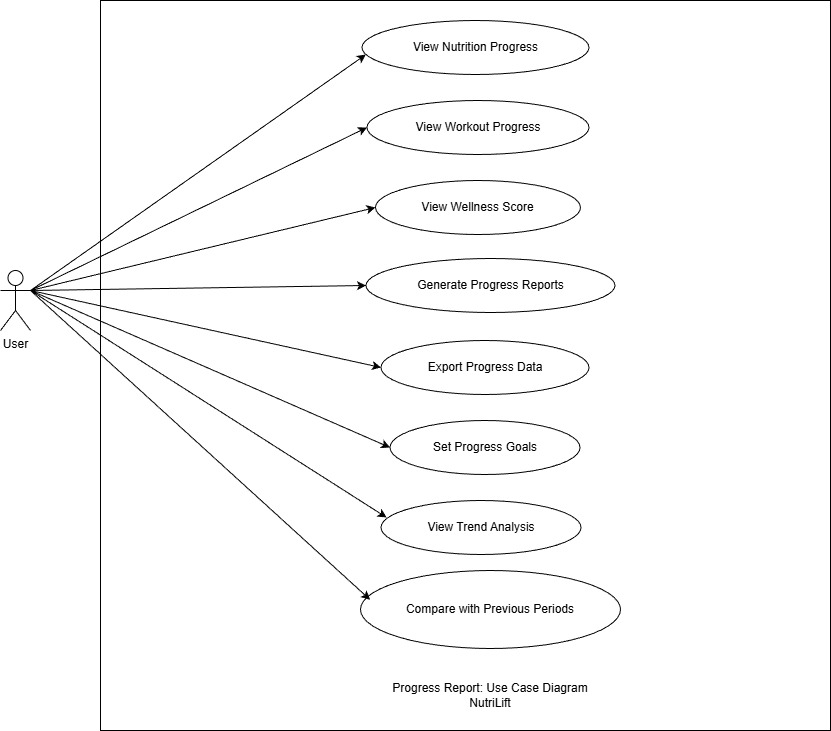 View Nutrition Progress
View Workout Progress
View Wellness Score
Generate Progress Reports
User
Export Progress Data
Set Progress Goals
View Trend Analysis
Compare with Previous Periods
Progress Report: Use Case Diagram
NutriLift